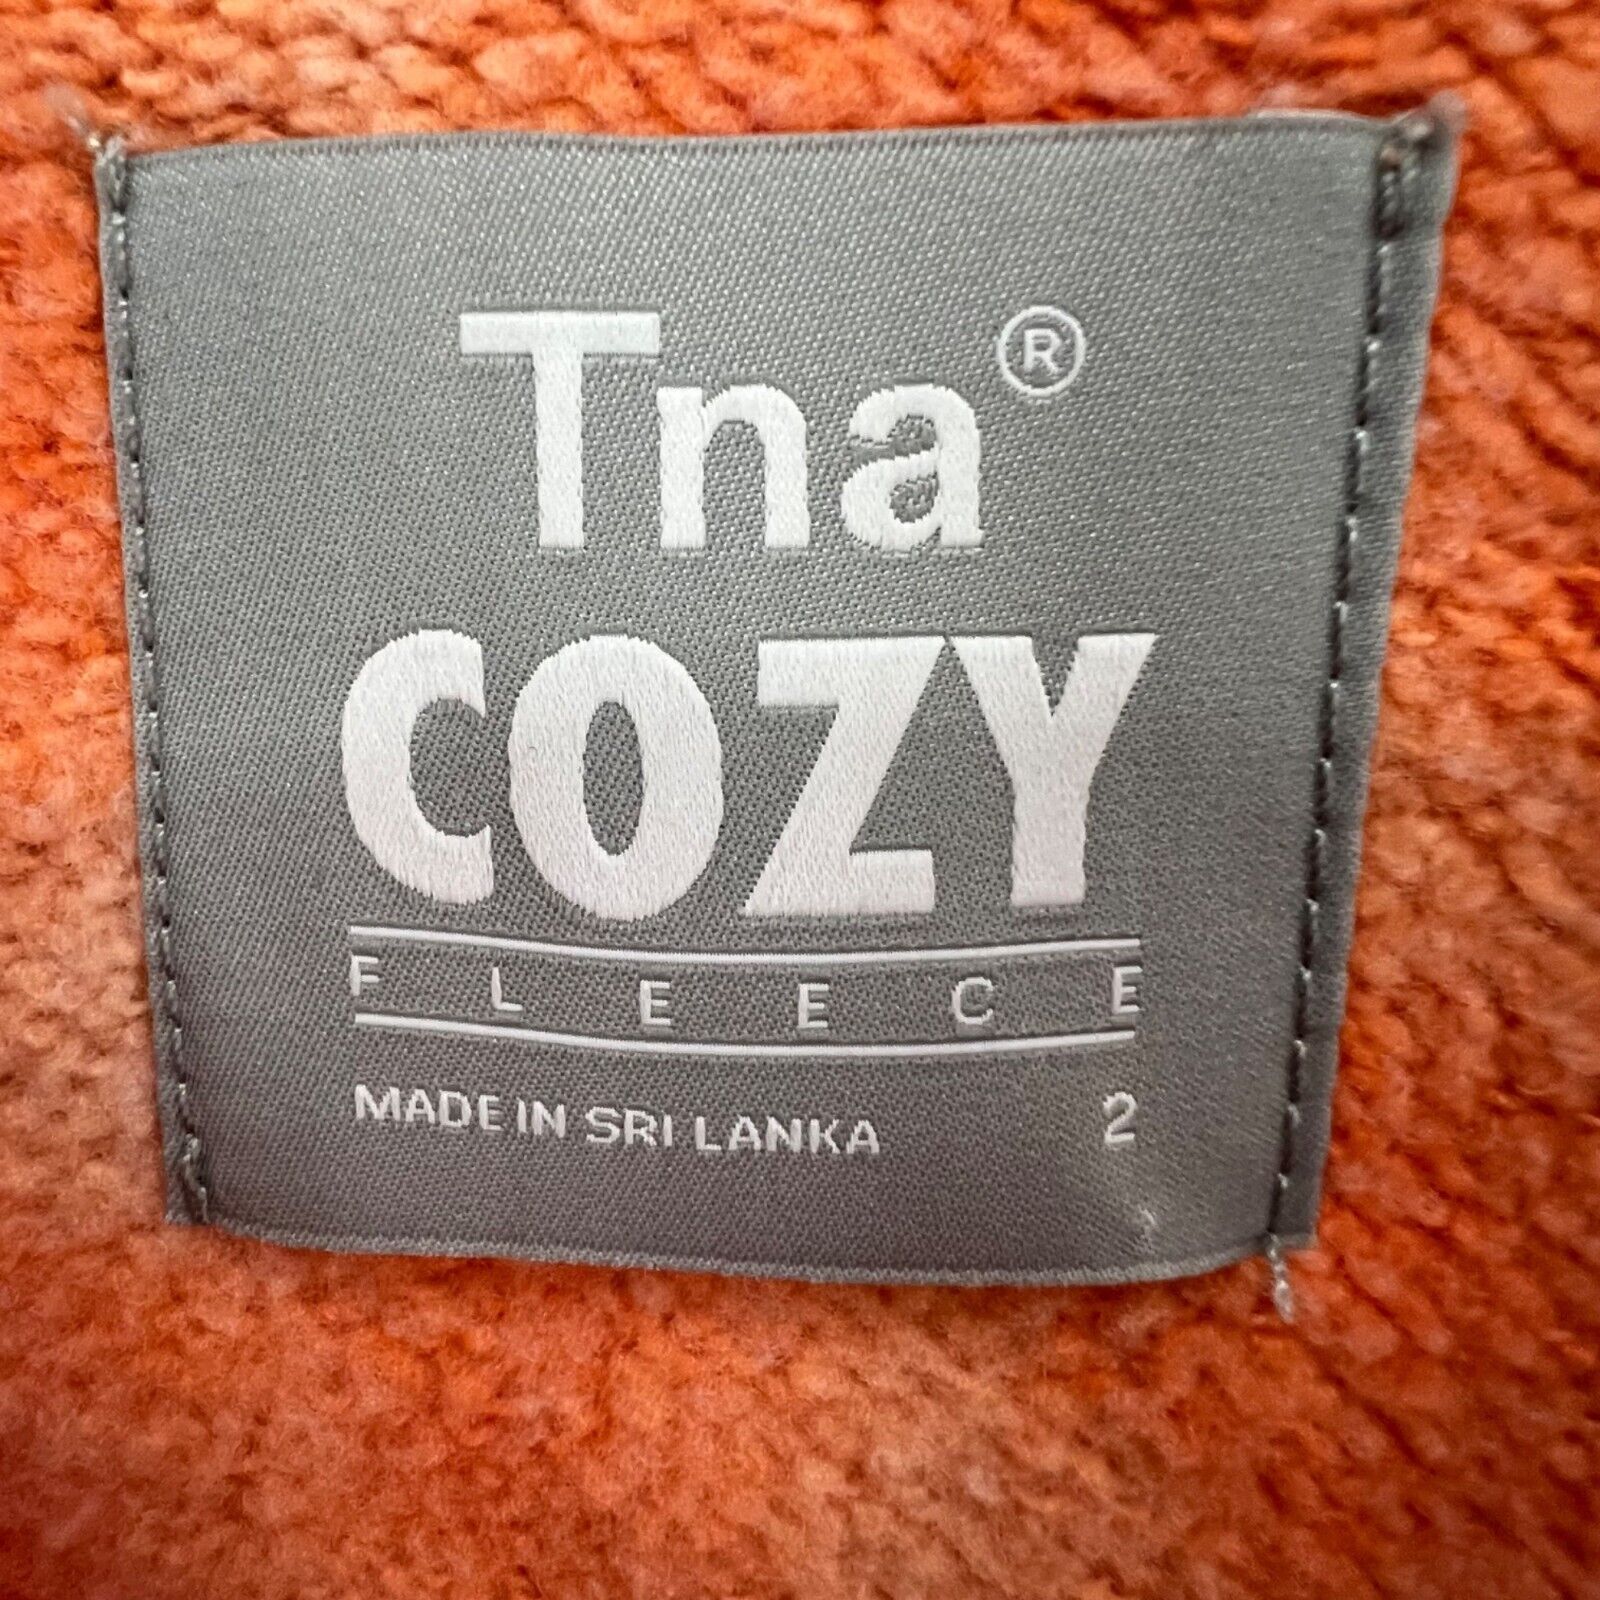 Tna®
COZY
FLEECE
MADE IN SRI LANKA 2